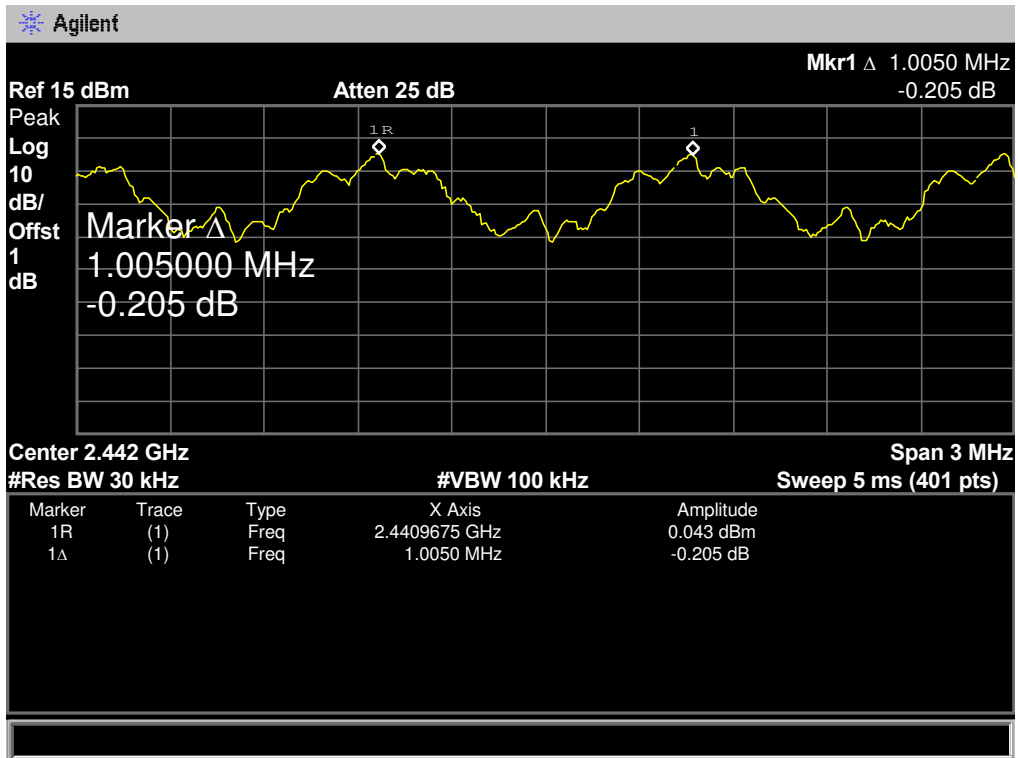 Agilent
Mkr1 Δ 1.0050 MHz
Ref 15 dBm Atten 25 dB -0.205 dB
Peak
Log
10
dB/
Offst
1
dB
1R
1
Marker Δ
1.005000 MHz
-0.205 dB
Center 2.442 GHz Span 3 MHz
#Res BW 30 kHz #VBW 100 kHz Sweep 5 ms (401 pts)
Marker Trace Type X Axis Amplitude
1R (1) Freq 2.4409675 GHz 0.043 dBm
1Δ (1) Freq 1.0050 MHz -0.205 dB